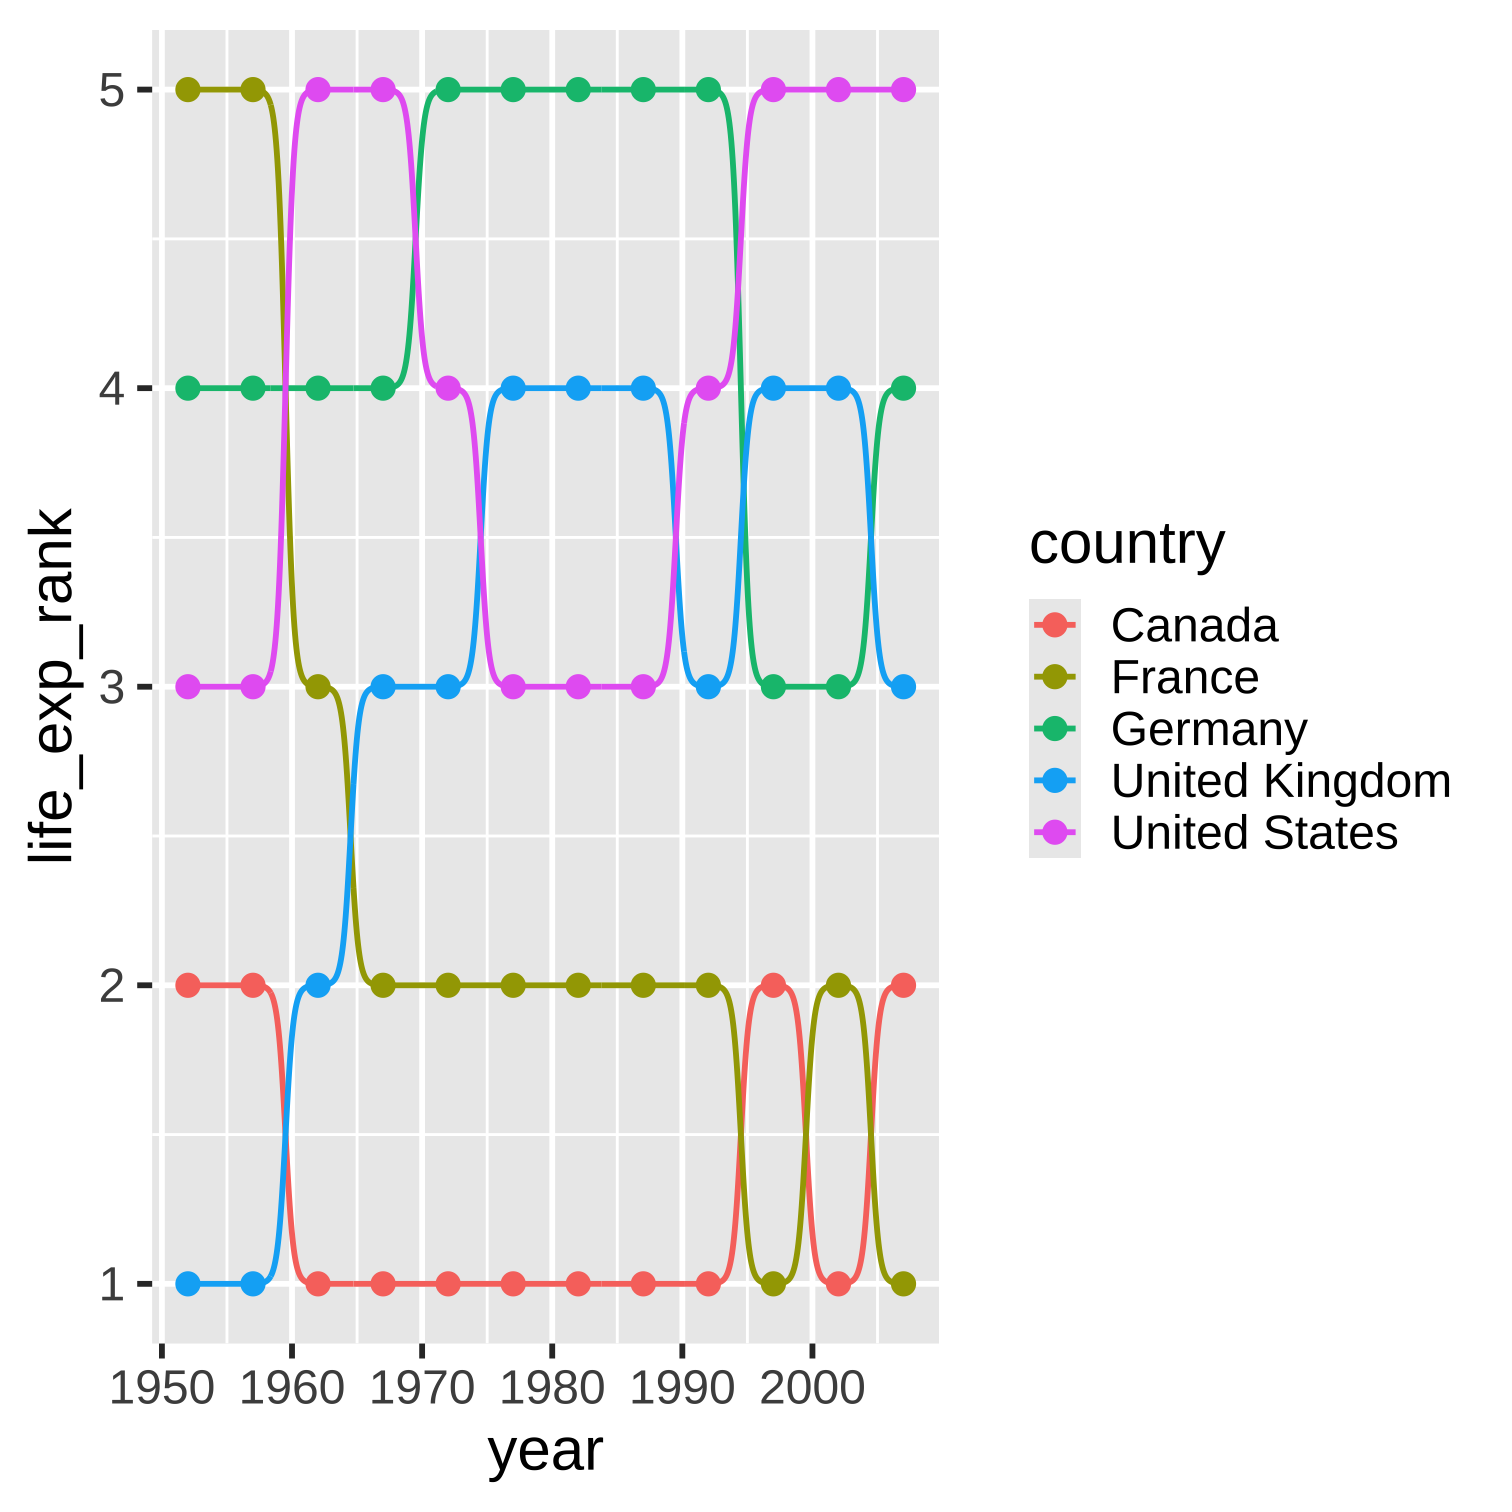 5
4
3
2
1
life_exp_rank
1950 1960 1970 1980 1990 2000
year
country
Canada
France
Germany
United Kingdom
United States